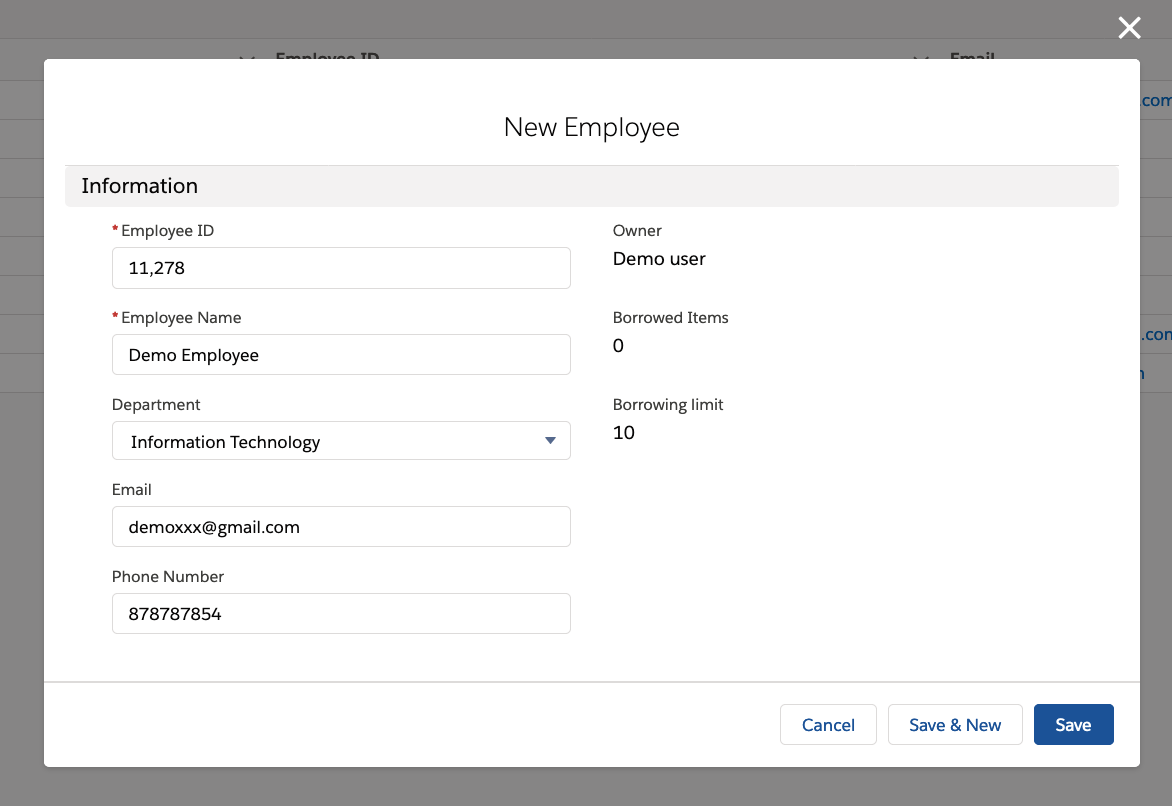 Employee ID
Email
.com
New Employee
Information
* Employee ID
11,278
Owner
Demo user
* Employee Name
Demo Employee
Borrowed Items
0
.com
Department
Information Technology
Borrowing limit
10
Email
demoxxx@gmail.com
Phone Number
878787854
Cancel
Save & New
Save